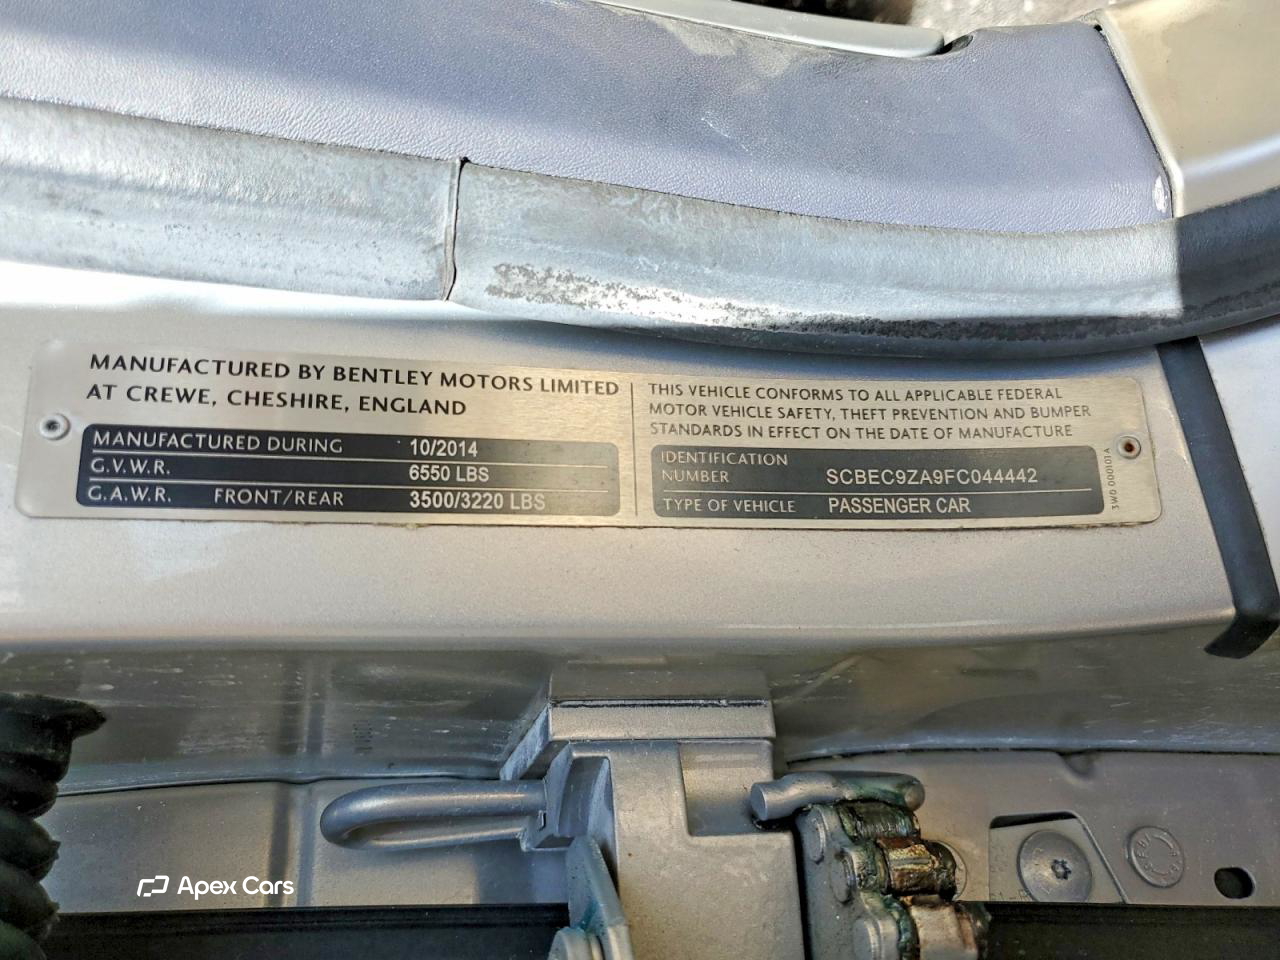 MANUFACTURED BY BENTLEY MOTORS LIMITED
AT CREWE, CHESHIRE, ENGLAND
MANUFACTURED DURING 10/2014
G.V.W.R. 6550 LBS
G.A.W.R. FRONT/REAR 3500/3220 LBS
THIS VEHICLE CONFORMS TO ALL APPLICABLE FEDERAL
MOTOR VEHICLE SAFETY, THEFT PREVENTION AND BUMPER
STANDARDS IN EFFECT ON THE DATE OF MANUFACTURE
IDENTIFICATION
NUMBER SCBEC9ZA9FC044442
TYPE OF VEHICLE PASSENGER CAR
3W0 000101A
Apex Cars